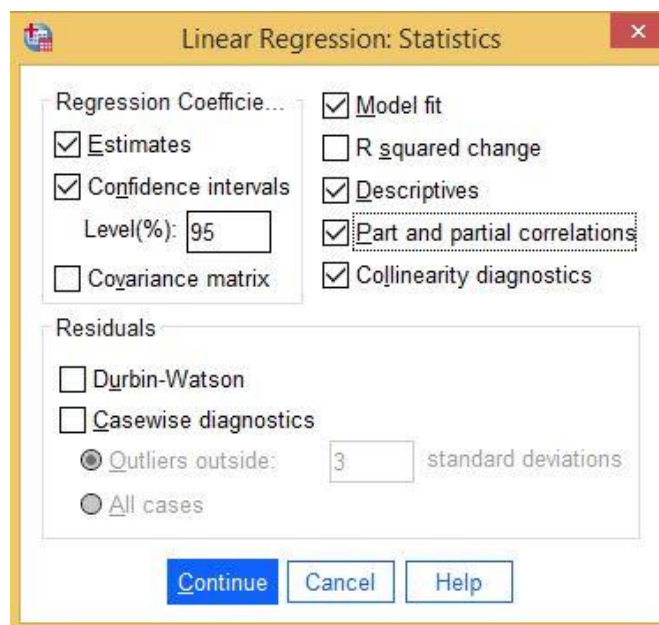 Linear Regression: Statistics
Regression Coefficie...
Estimates
Confidence intervals
Level(%): 95
Covariance matrix
Model fit
R squared change
Descriptives
Part and partial correlations
Collinearity diagnostics
Residuals
Durbin-Watson
Casewise diagnostics
Outliers outside: 3 standard deviations
All cases
Continue Cancel Help